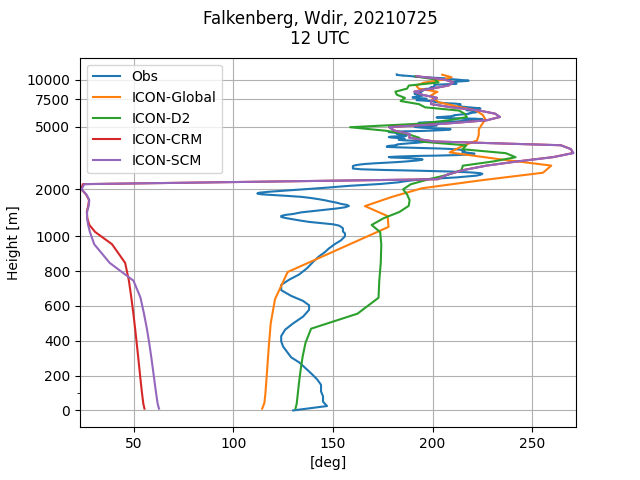 Falkenberg, Wdir, 20210725
12 UTC
Obs
ICON-Global
ICON-D2
ICON-CRM
ICON-SCM
10000
7500
5000
2000
1000
800
600
400
200
0
Height [m]
50
100
150
200
250
[deg]